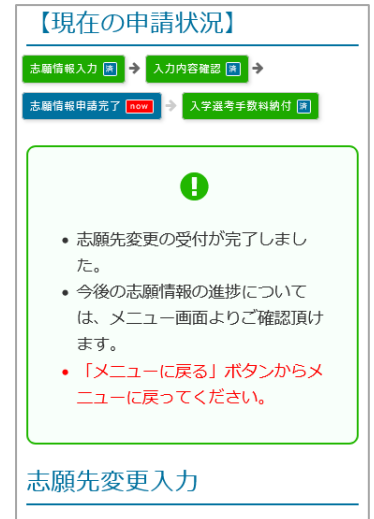 【現在の申請状況】
志願情報入力 済 → 入力内容確認 済 →
志願情報申請完了 now → 入学選考手数料納付 済
• 志願先変更の受付が完了しまし
た。
• 今後の志願情報の進捗について
は、メニュー画面よりご確認頂け
ます。
• 「メニューに戻る」ボタンからメ
ニューに戻ってください。
志願先変更入力